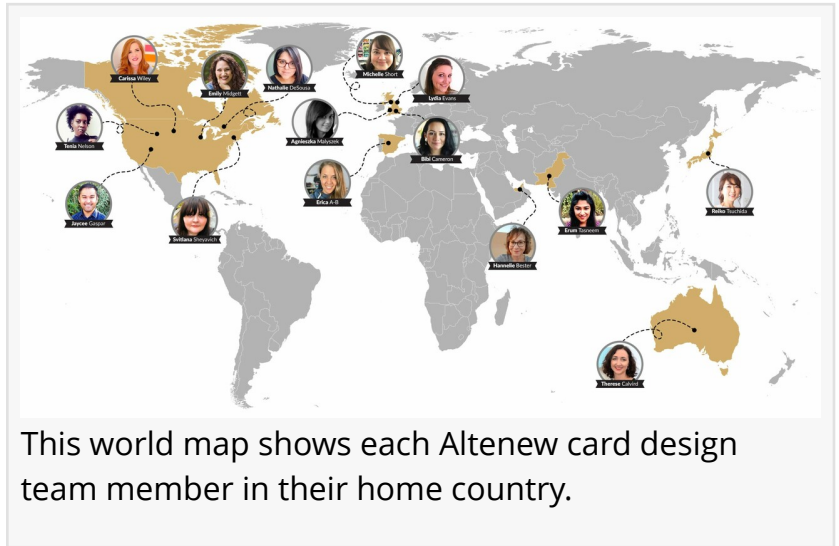 Carissa Wiley
Emily Midgett
Nathalie DeSousa
Michelle Short
Lydia Evans
Tenia Nelson
Agnieszka Malyszek
Bibi Cameron
Erica A-B
Jaycee Gaspar
Svitlana Shayavich
Reiko Tsuchida
Erum Tasneem
Hannelie Bester
Therese Calvird
This world map shows each Altenew card design
team member in their home country.